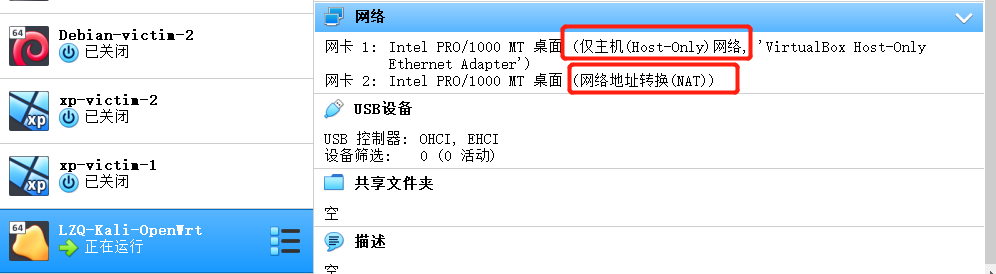 64
Debian-victim-2
已关闭
xp
xp-victim-2
已关闭
xp
xp-victim-1
已关闭
64
LZQ-Kali-OpenWrt
正在运行
网络
网卡 1: Intel PRO/1000 MT 桌面 (仅主机(Host-Only)网络, 'VirtualBox Host-Only
Ethernet Adapter')
网卡 2: Intel PRO/1000 MT 桌面 (网络地址转换(NAT))
USB设备
USB 控制器: OHCI, EHCI
设备筛选: 0 (0 活动)
共享文件夹
空
描述
空